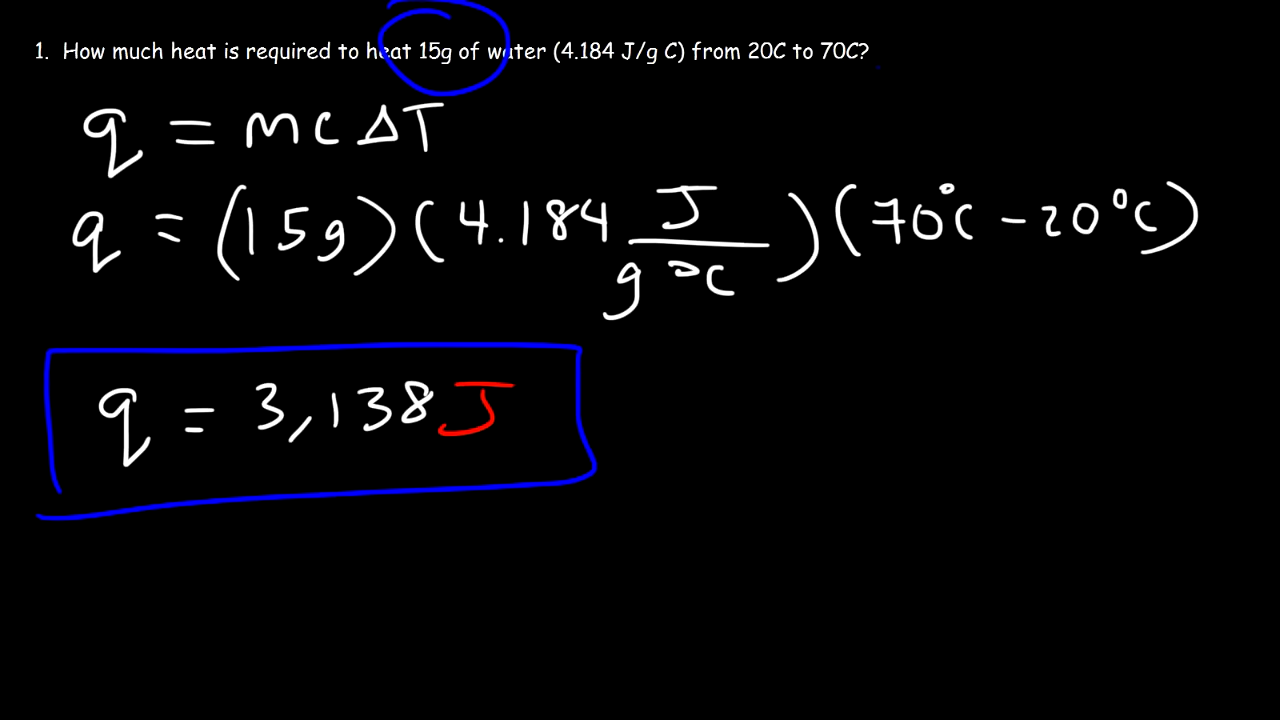 1. How much heat is required to heat 15g of water (4.184 J/g C) from 20C to 70C?
q = mcΔT
q = (15g)(4.184 J/g°C)(70°C - 20°C)
q = 3,138 J